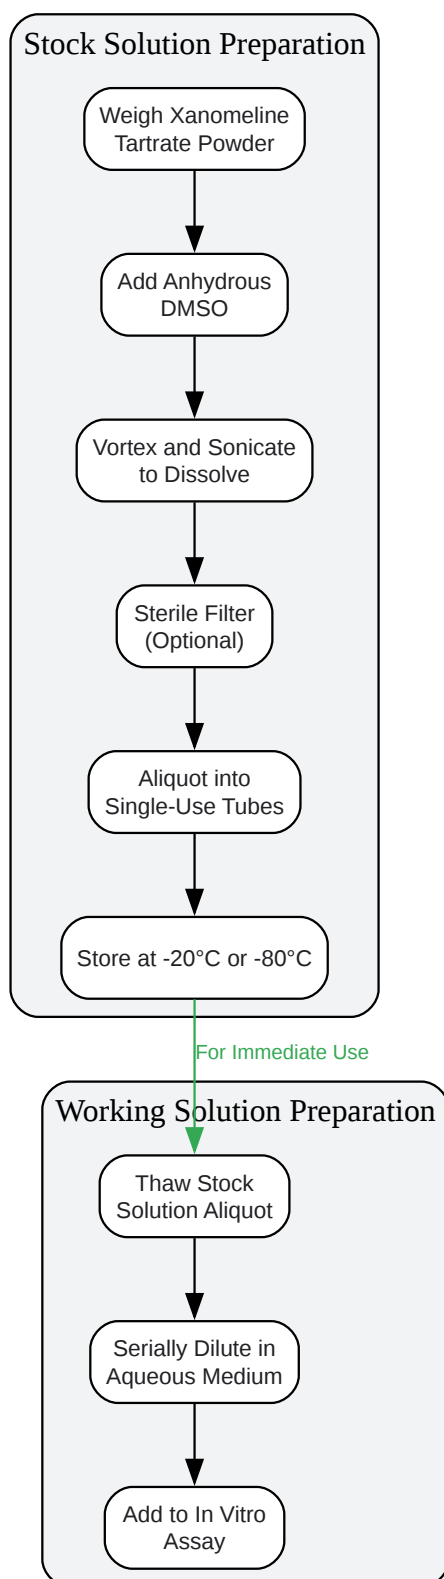 Stock Solution Preparation
Weigh Xanomeline
Tartrate Powder
Add Anhydrous
DMSO
Vortex and Sonicate
to Dissolve
Sterile Filter
(Optional)
Aliquot into
Single-Use Tubes
Store at -20°C or -80°C
For Immediate Use
Working Solution Preparation
Thaw Stock
Solution Aliquot
Serially Dilute in
Aqueous Medium
Add to In Vitro
Assay